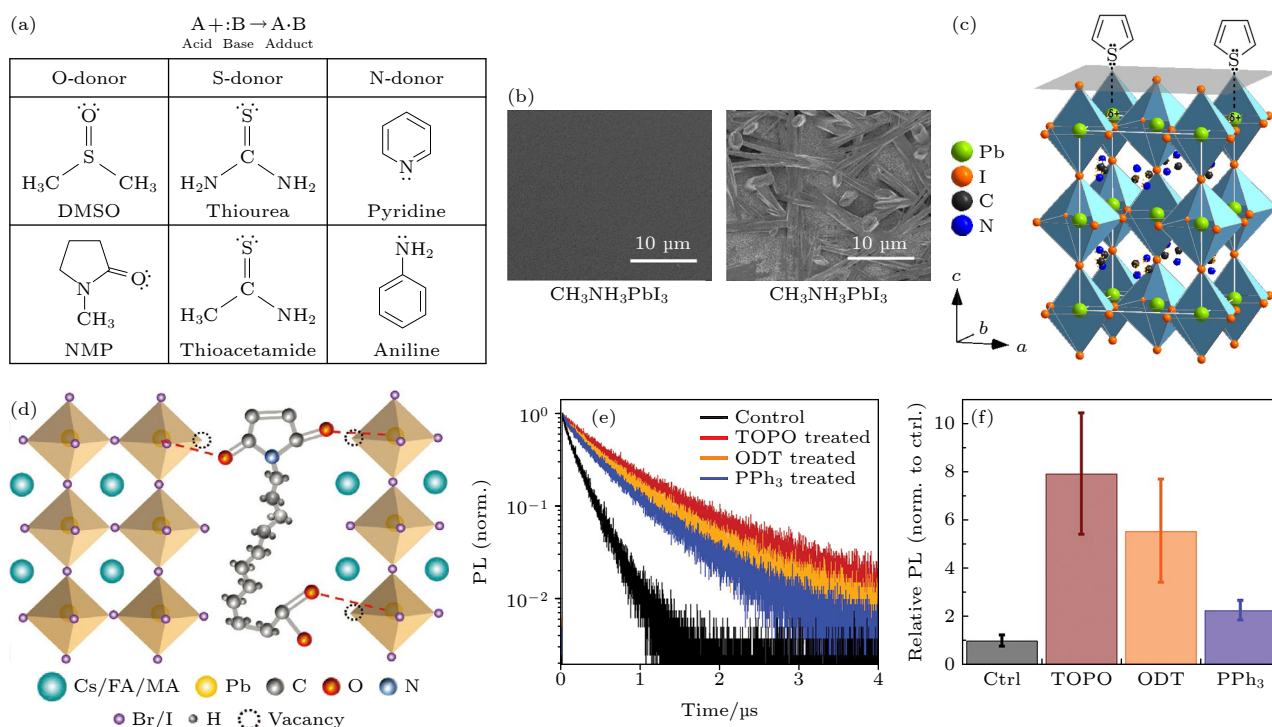 (a)
A+:B→A·B
Acid Base Adduct
O-donor S-donor N-donor
O
S
H₃C CH₃
DMSO
S
C
H₂N NH₂
Thiourea
N
Pyridine
N
O
CH₃
NMP
S
C
H₃C NH₂
Thioacetamide
NH₂
Aniline
(b)
10 µm
10 µm
CH₃NH₃PbI₃ CH₃NH₃PbI₃
(c)
S S
δ+ δ+
Pb
I
C
N
c
b
a
(d)
Cs/FA/MA Pb C O N
Br/I H Vacancy
(e)
Control
TOPO treated
ODT treated
PPh₃ treated
PL (norm.)
10⁰
10⁻¹
10⁻²
0 1 2 3 4
Time/µs
(f)
Relative PL (norm. to ctrl.)
10
8
6
4
2
0
Ctrl TOPO ODT PPh₃